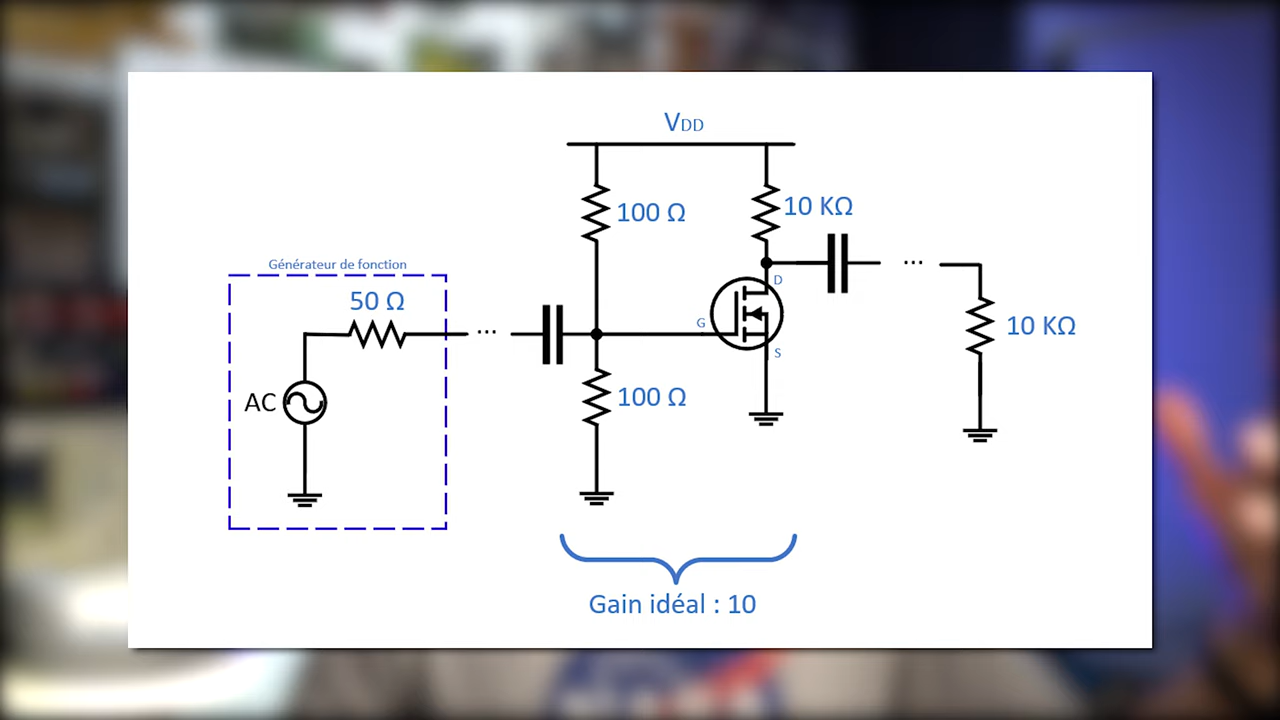 VDD
100 Ω
10 KΩ
Générateur de fonction
50 Ω
...
...
D
G
S
10 KΩ
AC
100 Ω
Gain idéal : 10